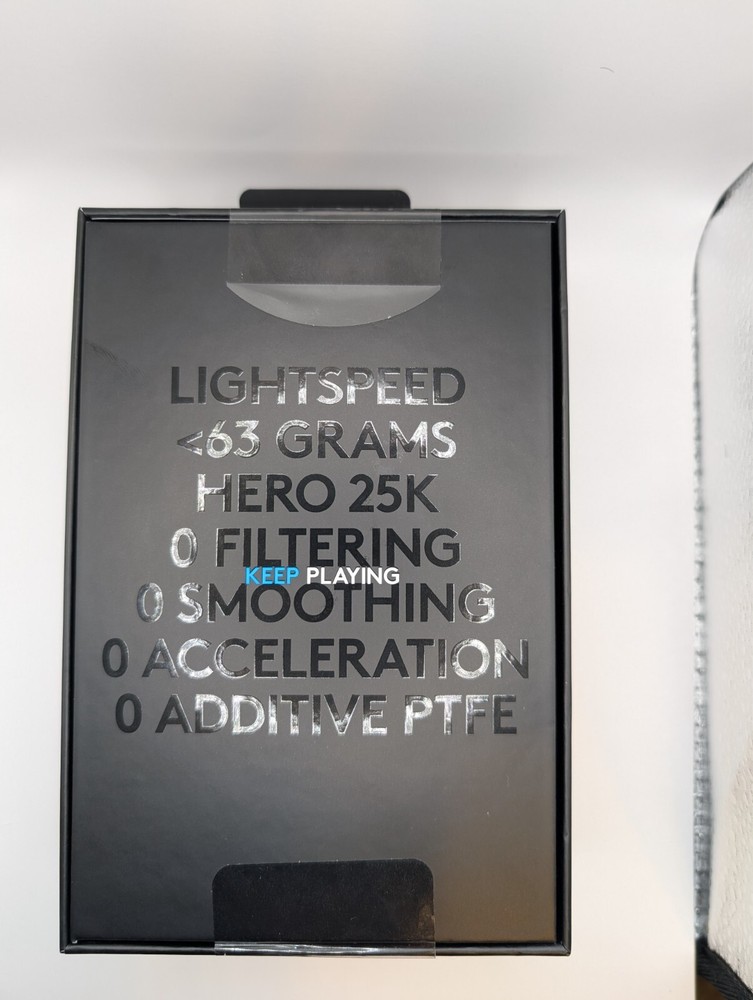 LIGHTSPEED
<63 GRAMS
HERO 25K
0 FILTERING
KEEP PLAYING
0 SMOOTHING
0 ACCELERATION
0 ADDITIVE PTFE